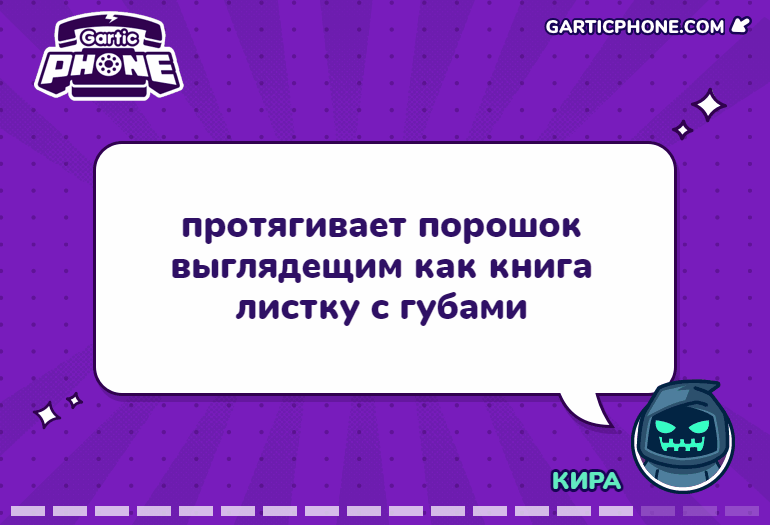 Gartic
PHONE
GARTICPHONE.COM
протягивает порошок
выглядещим как книга
листку с губами
КИРА